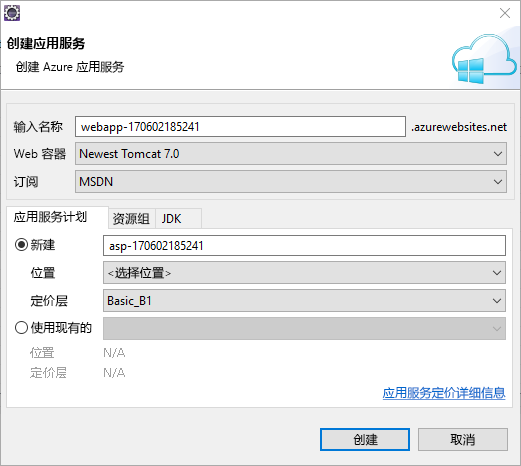 创建应用服务
创建 Azure 应用服务
输入名称 webapp-170602185241 .azurewebsites.net
Web 容器 Newest Tomcat 7.0
订阅 MSDN
应用服务计划 资源组 JDK
新建 asp-170602185241
位置 <选择位置>
定价层 Basic_B1
使用现有的
位置 N/A
定价层 N/A
应用服务定价详细信息
创建 取消